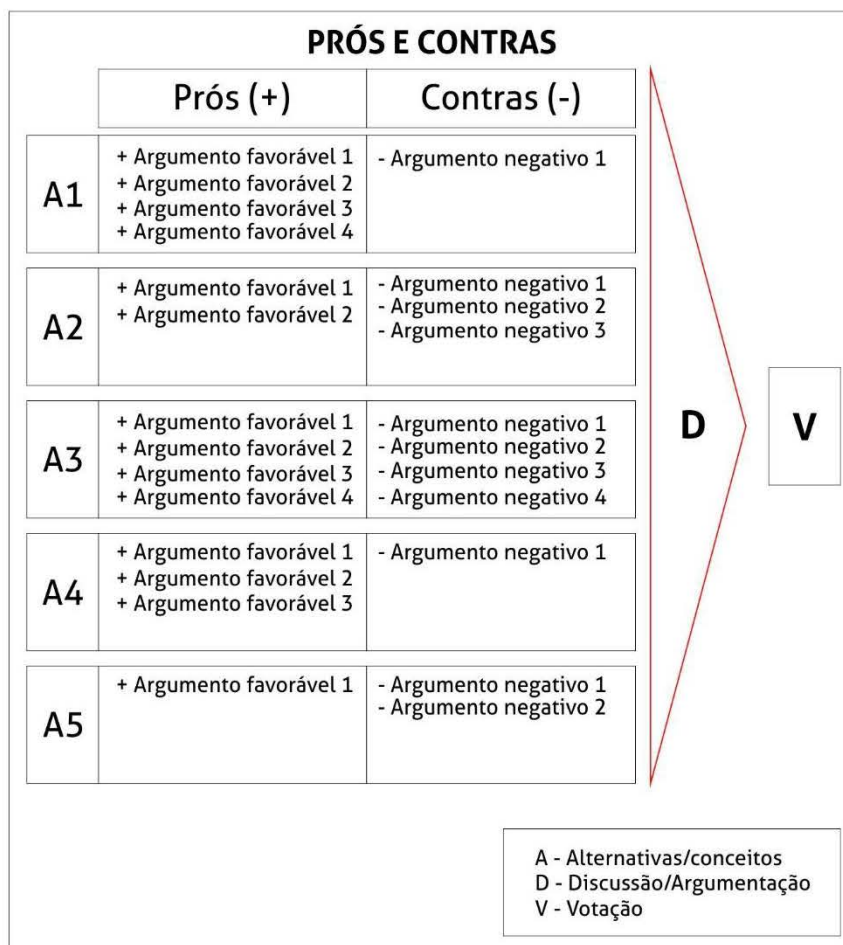 PRÓS E CONTRAS
Prós (+)
Contras (-)
A1
+ Argumento favorável 1
+ Argumento favorável 2
+ Argumento favorável 3
+ Argumento favorável 4
- Argumento negativo 1
A2
+ Argumento favorável 1
+ Argumento favorável 2
- Argumento negativo 1
- Argumento negativo 2
- Argumento negativo 3
A3
+ Argumento favorável 1
+ Argumento favorável 2
+ Argumento favorável 3
+ Argumento favorável 4
- Argumento negativo 1
- Argumento negativo 2
- Argumento negativo 3
- Argumento negativo 4
A4
+ Argumento favorável 1
+ Argumento favorável 2
+ Argumento favorável 3
- Argumento negativo 1
A5
+ Argumento favorável 1
- Argumento negativo 1
- Argumento negativo 2
D
V
A - Alternativas/conceitos
D - Discussão/Argumentação
V - Votação